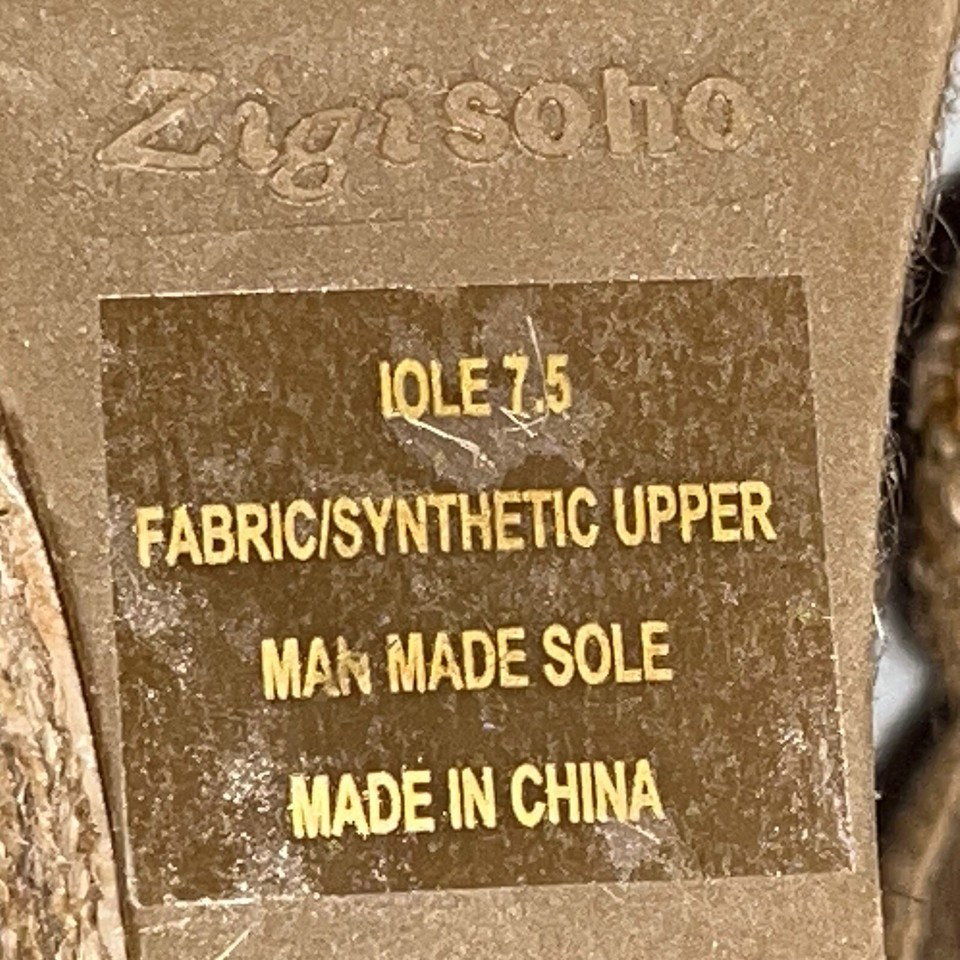 Zigisoho
IOLE 7.5
FABRIC/SYNTHETIC UPPER
MAN MADE SOLE
MADE IN CHINA